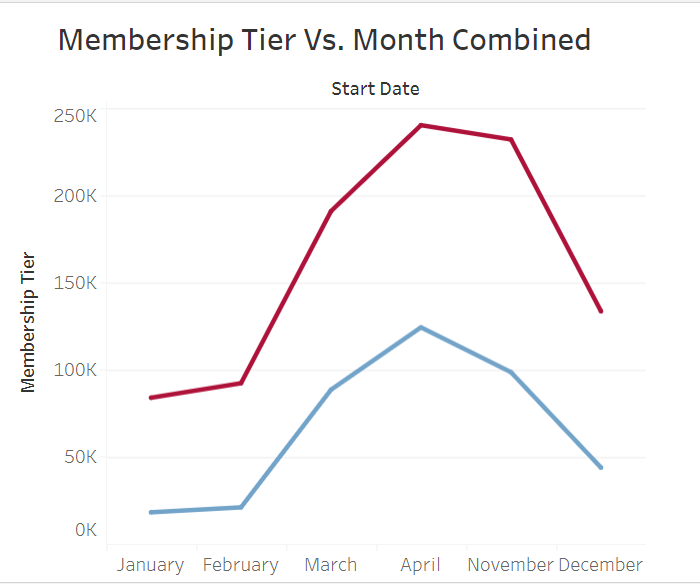 Membership Tier Vs. Month Combined
Start Date
250K
200K
150K
100K
50K
0K
Membership Tier
January February March April November December